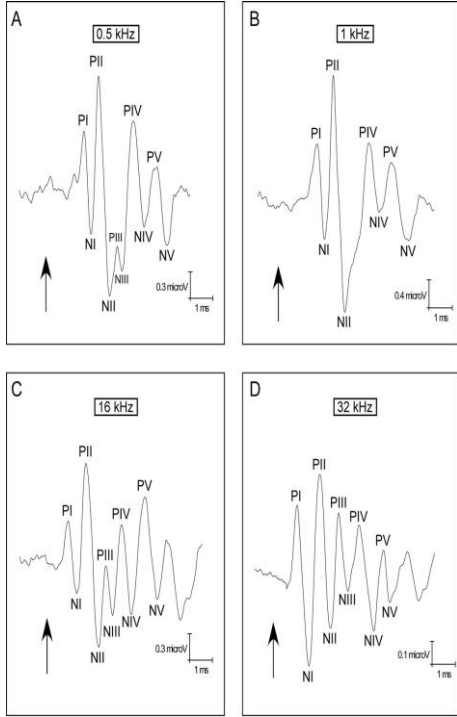 A
0.5 kHz
PII
PI
PIV
PV
PIII
NI
NIV
NIII
NV
NII
0.3 microV
1 ms
B
1 kHz
PII
PI
PIV
PV
NI
NIV
NV
NII
0.4 microV
1 ms
C
16 kHz
PII
PV
PI
PIV
PIII
NI
NV
NIII
NIV
NII
0.3 microV
1 ms
D
32 kHz
PII
PI
PIII
PIV
PV
NIII
NV
NII
NIV
NI
0.1 microV
1 ms